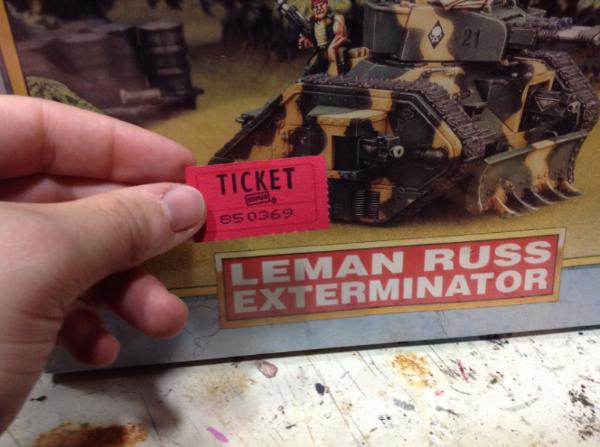 21
TICKET
850369
LEMAN RUSS
EXTERMINATOR